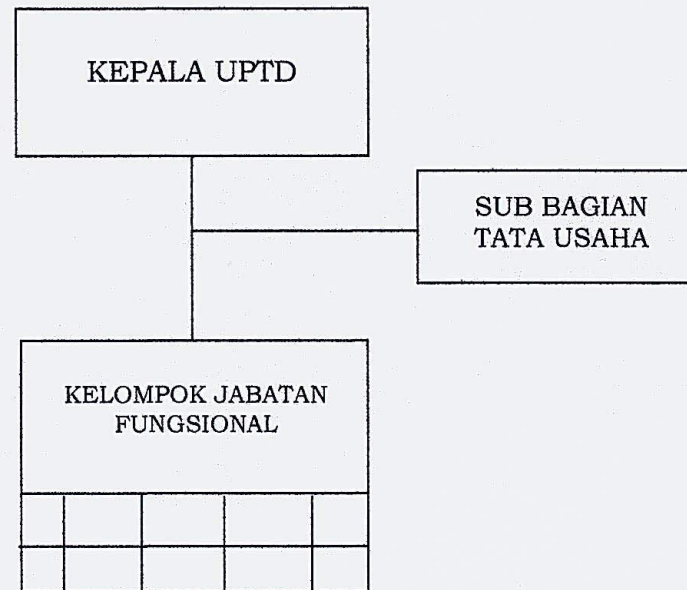 KEPALA UPTD
SUB BAGIAN
TATA USAHA
KELOMPOK JABATAN
FUNGSIONAL